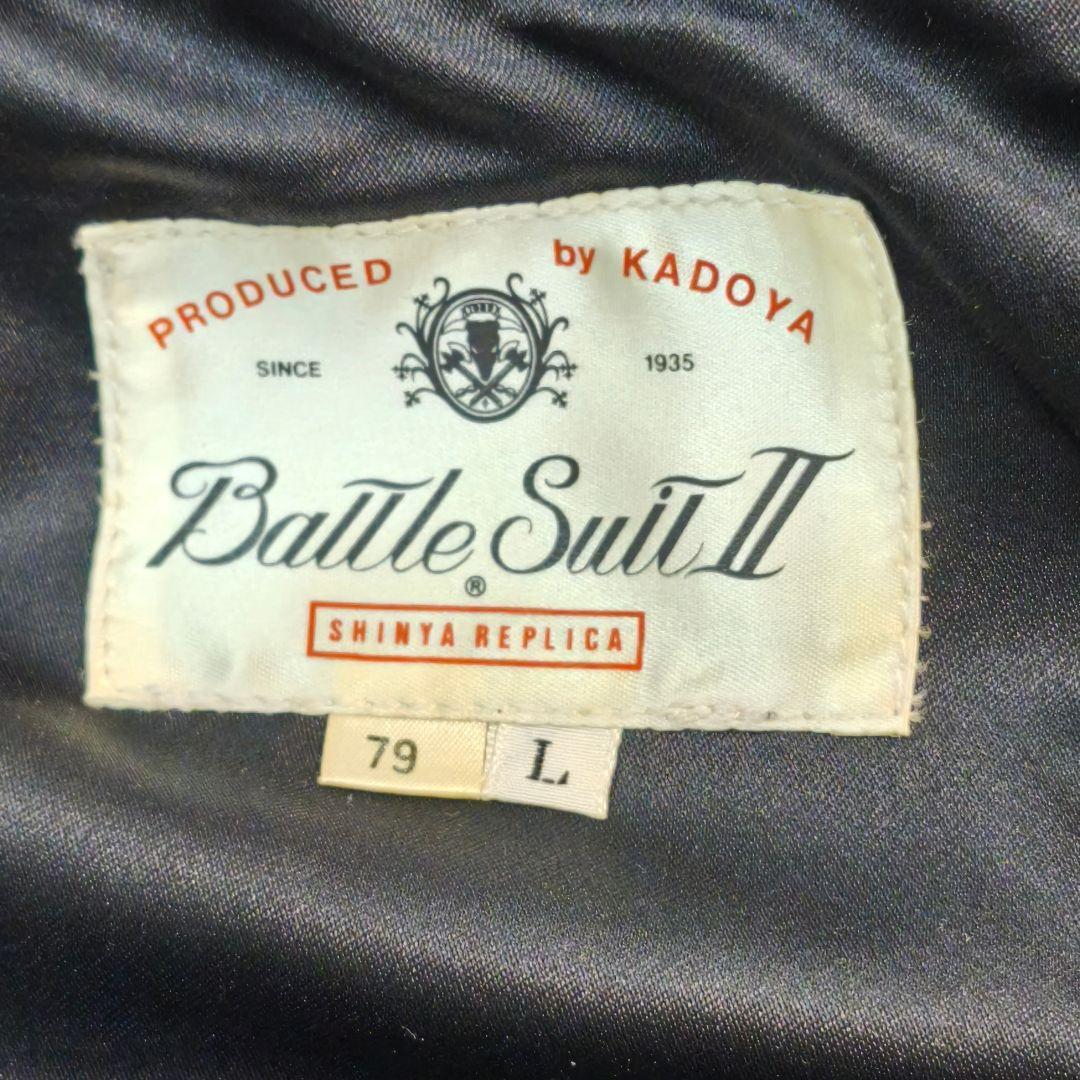 PRODUCED by KADOYA
SINCE 1935
Battle Suit II
®
SHINYA REPLICA
79 L